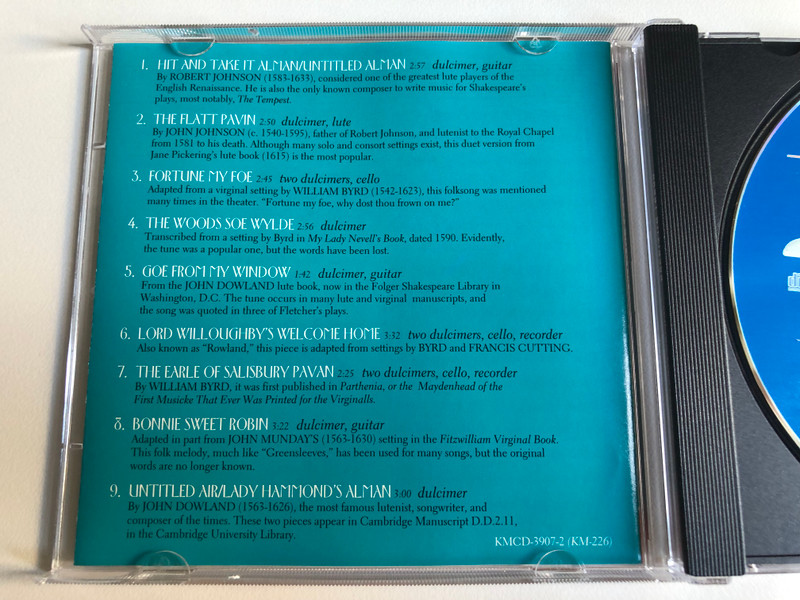 1. HIT AND TAKE IT ALMAN/UNTITLED ALMAN 2:57 dulcimer, guitar
By ROBERT JOHNSON (1583-1633), considered one of the greatest lute players of the
English Renaissance. He is also the only known composer to write music for Shakespeare's
plays, most notably, The Tempest.
2. THE FLATT PAVIN 2:50 dulcimer, lute
By JOHN JOHNSON (c. 1540-1595), father of Robert Johnson, and lutenist to the Royal Chapel
from 1581 to his death. Although many solo and consort settings exist, this duet version from
Jane Pickering's lute book (1615) is the most popular.
3. FORTUNE MY FOE 2:45 two dulcimers, cello
Adapted from a virginal setting by WILLIAM BYRD (1542-1623), this folksong was mentioned
many times in the theater. "Fortune my foe, why dost thou frown on me?"
4. THE WOODS SOE WYLDE 2:56 dulcimer
Transcribed from a setting by Byrd in My Lady Nevell's Book, dated 1590. Evidently,
the tune was a popular one, but the words have been lost.
5. GOE FROM MY WINDOW 1:42 dulcimer, guitar
From the JOHN DOWLAND lute book, now in the Folger Shakespeare Library in
Washington, D.C. The tune occurs in many lute and virginal manuscripts, and
the song was quoted in three of Fletcher's plays.
6. LORD WILLOUGHBY'S WELCOME HOME 3:32 two dulcimers, cello, recorder
Also known as "Rowland," this piece is adapted from settings by BYRD and FRANCIS CUTTING.
7. THE EARLE OF SALISBURY PAVAN 2:25 two dulcimers, cello, recorder
By WILLIAM BYRD, it was first published in Parthenia, or the Maydenhead of the
First Musicke That Ever Was Printed for the Virginalls.
8. BONNIE SWEET ROBIN 3:22 dulcimer, guitar
Adapted in part from JOHN MUNDAY'S (1563-1630) setting in the Fitzwilliam Virginal Book.
This folk melody, much like "Greensleeves," has been used for many songs, but the original
words are no longer known.
9. UNTITLED AIR/LADY HAMMOND'S ALMAN 3:00 dulcimer
By JOHN DOWLAND (1563-1626), the most famous lutenist, songwriter, and
composer of the times. These two pieces appear in Cambridge Manuscript D.D.2.11,
in the Cambridge University Library.
KMCD-3907-2 (KM-226)